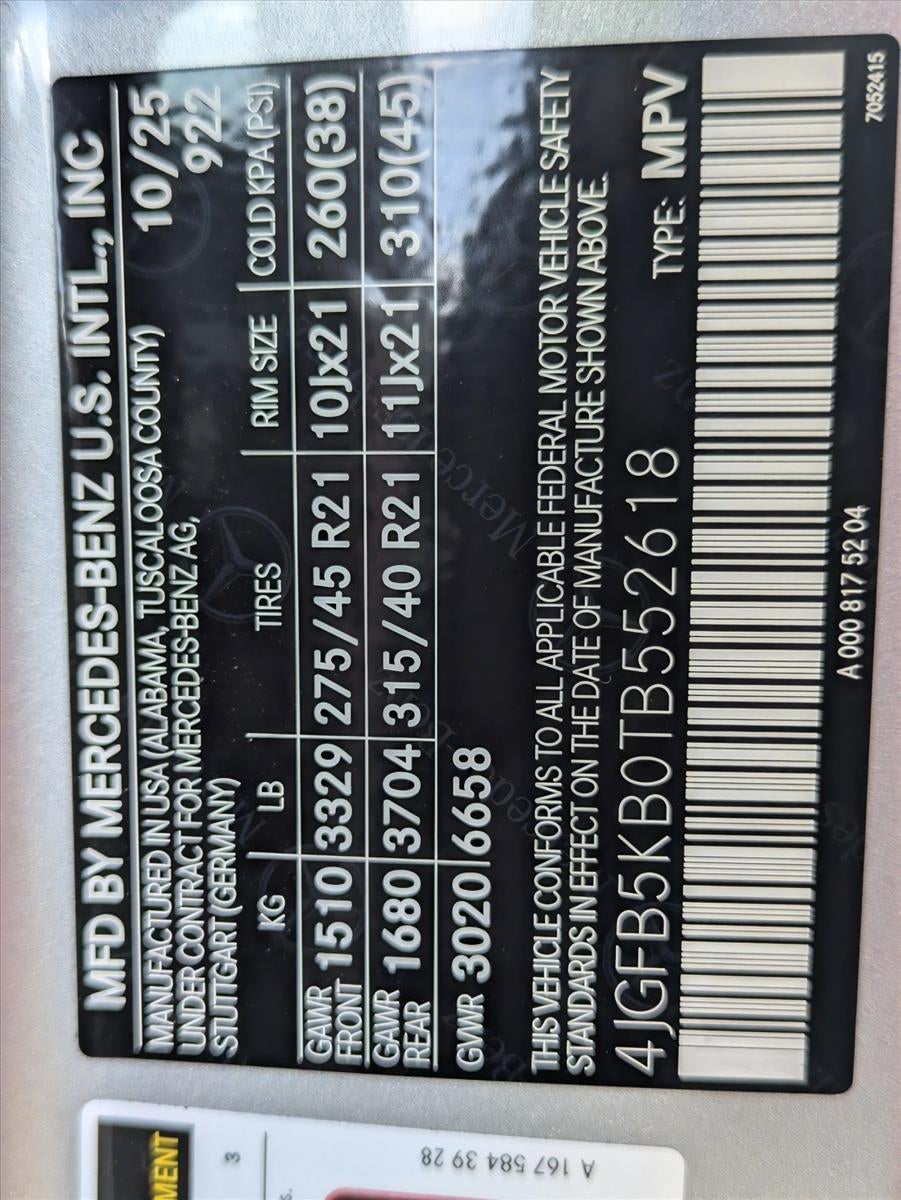 MFD BY MERCEDES-BENZ U.S. INTL., INC
MANUFACTURED IN USA (ALABAMA, TUSCALOOSA COUNTY) 10/25
UNDER CONTRACT FOR MERCEDES-BENZ AG, 922
STUTTGART (GERMANY)
KG LB TIRES RIM SIZE COLD KPA (PSI)
GAWR FRONT 1510 3329 275/45 R21 10Jx21 260(38)
GAWR REAR 1680 3704 315/40 R21 11Jx21 310(45)
GVWR 3020 6658
THIS VEHICLE CONFORMS TO ALL APPLICABLE FEDERAL MOTOR VEHICLE SAFETY
STANDARDS IN EFFECT ON THE DATE OF MANUFACTURE SHOWN ABOVE.
4JGFB5KB0TB552618 TYPE: MPV
A 000 817 52 04 7052415
MENT
3
s.
A 167 584 39 28